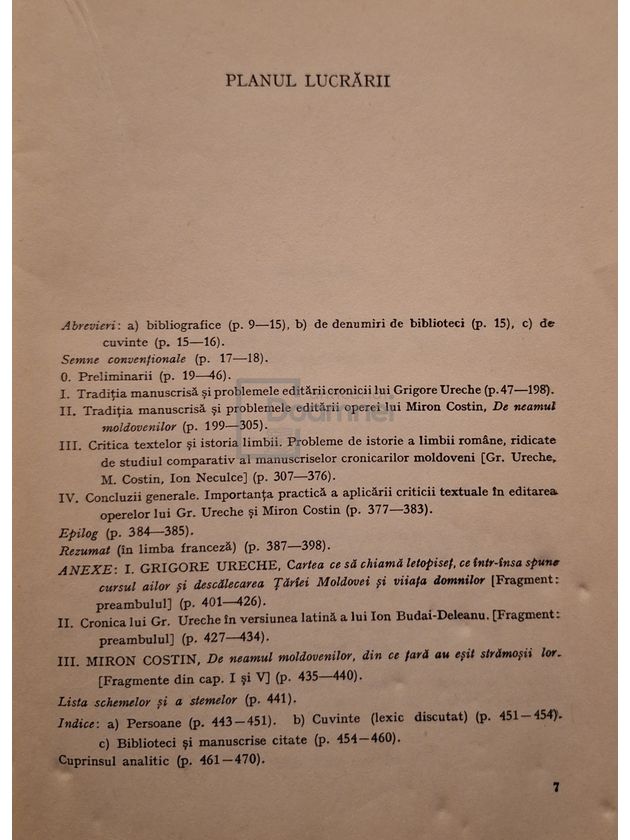 PLANUL LUCRĂRII
Abrevieri: a) bibliografice (p. 9—15), b) de denumiri de biblioteci (p. 15), c) de
cuvinte (p. 15—16).
Semne convenționale (p. 17—18).
0. Preliminarii (p. 19—46).
I. Tradiția manuscrisă și problemele editării cronicii lui Grigore Ureche (p. 47—198).
II. Tradiția manuscrisă și problemele editării operei lui Miron Costin, De neamul
moldovenilor (p. 199—305).
III. Critica textelor și istoria limbii. Probleme de istorie a limbii române, ridicate
de studiul comparativ al manuscriselor cronicarilor moldoveni [Gr. Ureche,
M. Costin, Ion Neculce] (p. 307—376).
IV. Concluzii generale. Importanța practică a aplicării criticii textuale în editarea
operelor lui Gr. Ureche și Miron Costin (p. 377—383).
Epilog (p. 384—385).
Rezumat (în limba franceză) (p. 387—398).
ANEXE: I. GRIGORE URECHE, Cartea ce să chiamă letopiseț, ce într-însa spune
cursul ailor și descălecarea Țărîei Moldovei și viiața domnilor [Fragment:
preambulul] (p. 401—426).
II. Cronica lui Gr. Ureche în versiunea latină a lui Ion Budai-Deleanu. [Fragment:
preambulul] (p. 427—434).
III. MIRON COSTIN, De neamul moldovenilor, din ce țară au eșit strămoșii lor.
[Fragmente din cap. I și V] (p. 435—440).
Lista schemelor și a stemelor (p. 441).
Indice: a) Persoane (p. 443—451). b) Cuvinte (lexic discutat) (p. 451—454).
c) Biblioteci și manuscrise citate (p. 454—460).
Cuprinsul analitic (p. 461—470).
7